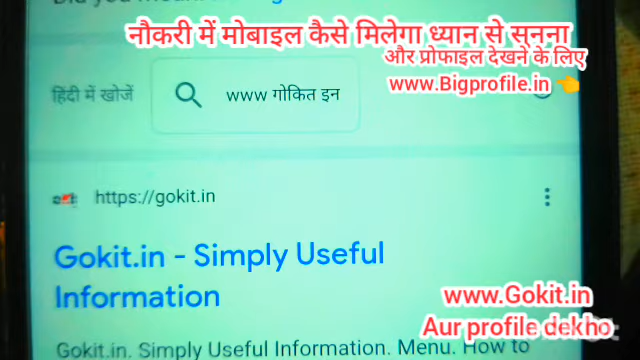 नौकरी में मोबाइल कैसे मिलेगा ध्यान से सुनना
और प्रोफाइल देखने के लिए
www.Bigprofile.in 👈
हिंदी में खोजें
www गोकित इन
https://gokit.in
Gokit.in - Simply Useful
Information
www.Gokit.in
Aur profile dekho
Gokit.in. Simply Useful Information. Menu. How to